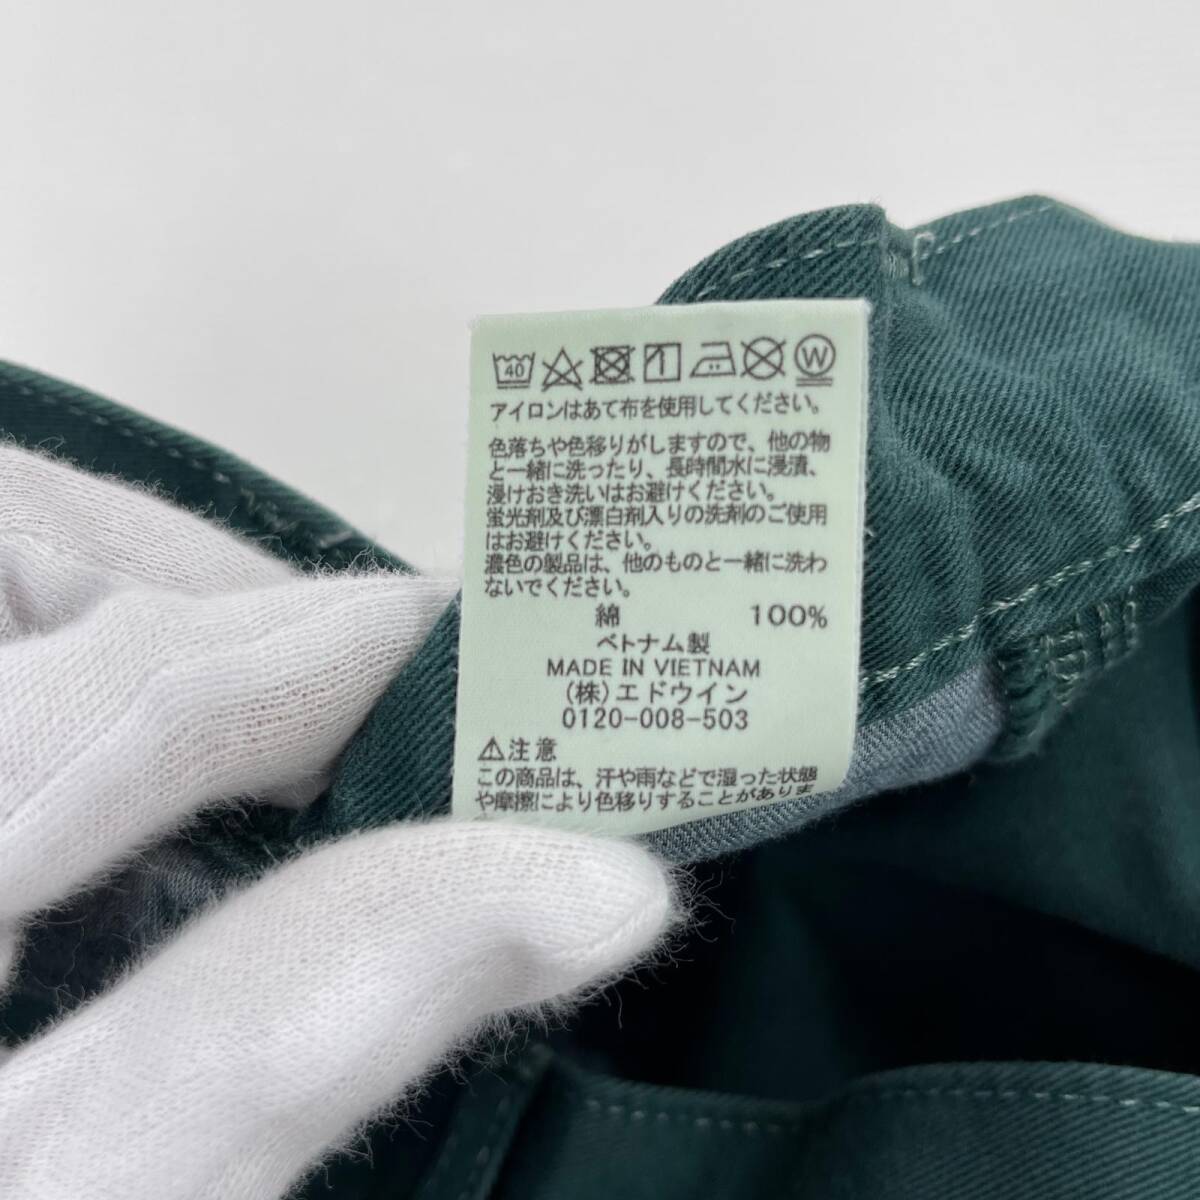 40 W
アイロンはあて布を使用してください。
色落ちや色移りがしますので、他の物
と一緒に洗ったり、長時間水に浸漬、
浸けおき洗いはお避けください。
蛍光剤及び漂白剤入りの洗剤のご使用
はお避けください。
濃色の製品は、他のものと一緒に洗わ
ないでください。
綿 100%
ベトナム製
MADE IN VIETNAM
(株)エドウイン
0120-008-503
⚠注意
この商品は、汗や雨などで湿った状態
や摩擦により色移りすることがありま